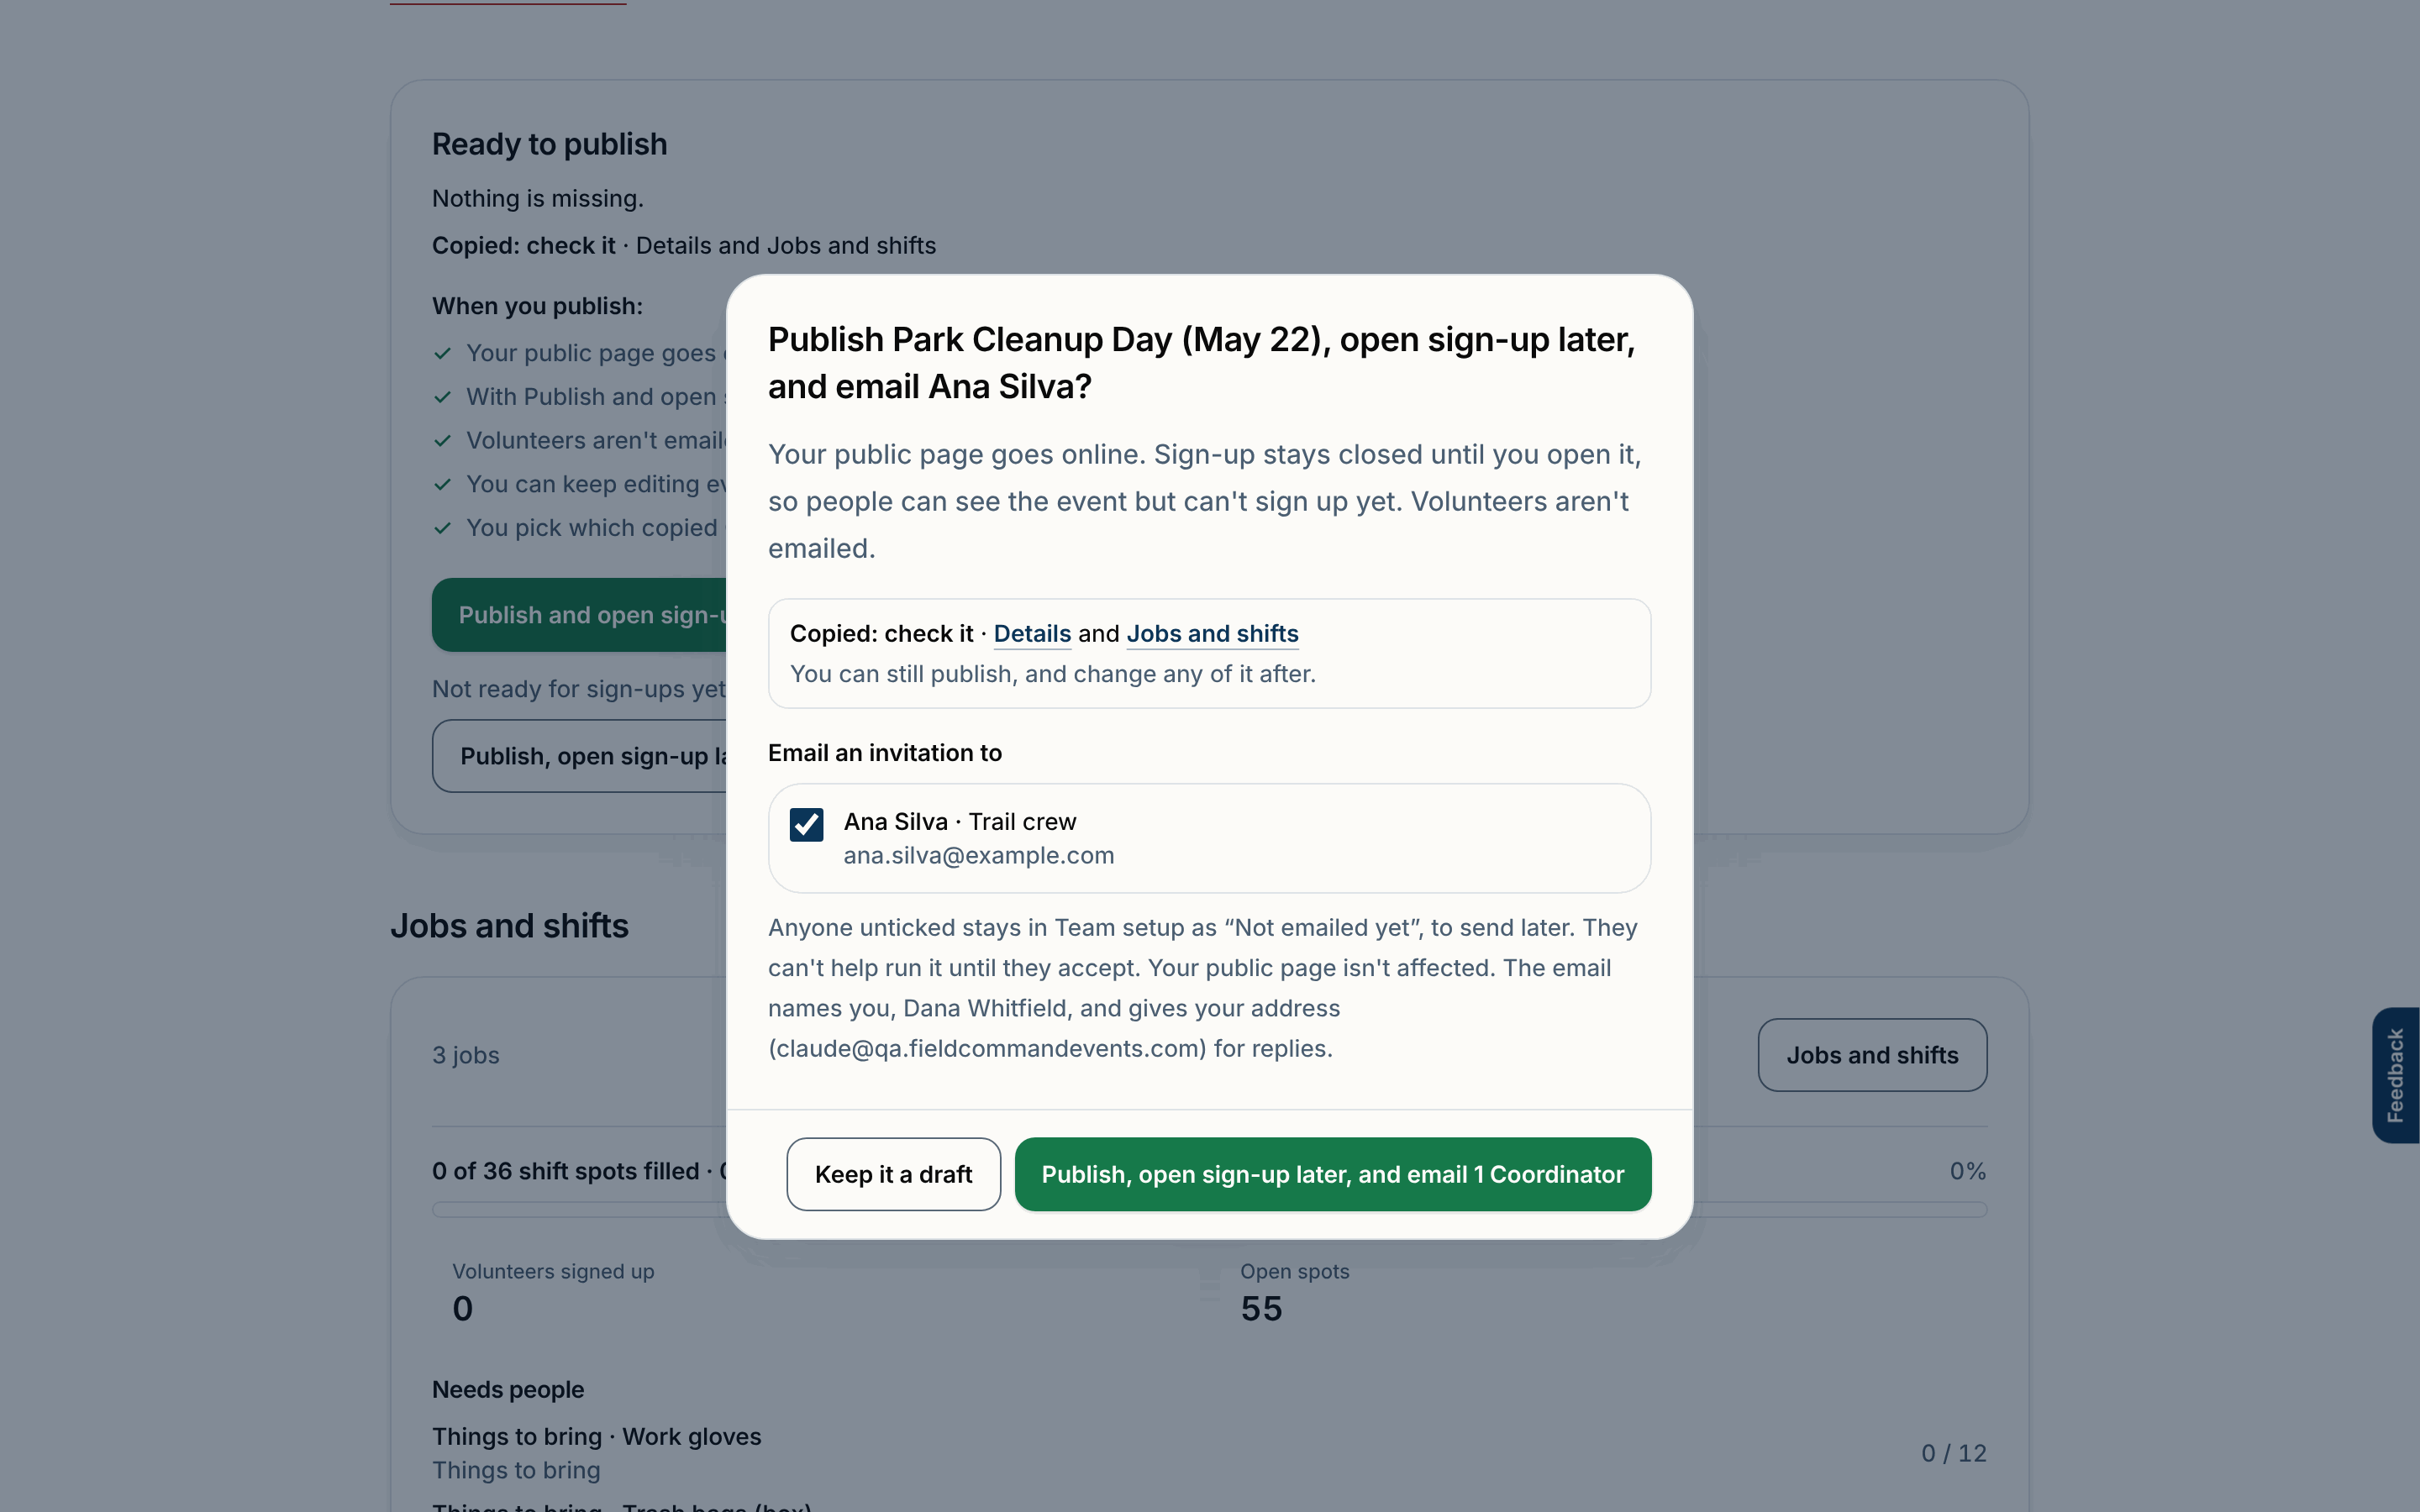 Ready to publish
Nothing is missing.
Copied: check it · Details and Jobs and shifts
When you publish:
Your public page goes
With Publish and open
Volunteers aren't
You can keep editing
You pick which copied
Publish and open
Not ready for sign-ups yet
Publish, open sign-up
Publish Park Cleanup Day (May 22), open sign-up later,
and email Ana Silva?
Your public page goes online. Sign-up stays closed until you open it,
so people can see the event but can't sign up yet. Volunteers aren't
emailed.
Copied: check it · Details and Jobs and shifts
You can still publish, and change any of it after.
Email an invitation to
Ana Silva · Trail crew
ana.silva@example.com
Anyone unticked stays in Team setup as “Not emailed yet”, to send later. They
can't help run it until they accept. Your public page isn't affected. The email
names you, Dana Whitfield, and gives your address
(claude@qa.fieldcommandevents.com) for replies.
Keep it a draft
Publish, open sign-up later, and email 1 Coordinator
Jobs and shifts
3 jobs
Jobs and shifts
0 of 36 shift spots filled ·
0%
Volunteers signed up
0
Open spots
55
Needs people
Things to bring · Work gloves
Things to bring
0 / 12
Things to bring · Trash bags (box)
Feedback